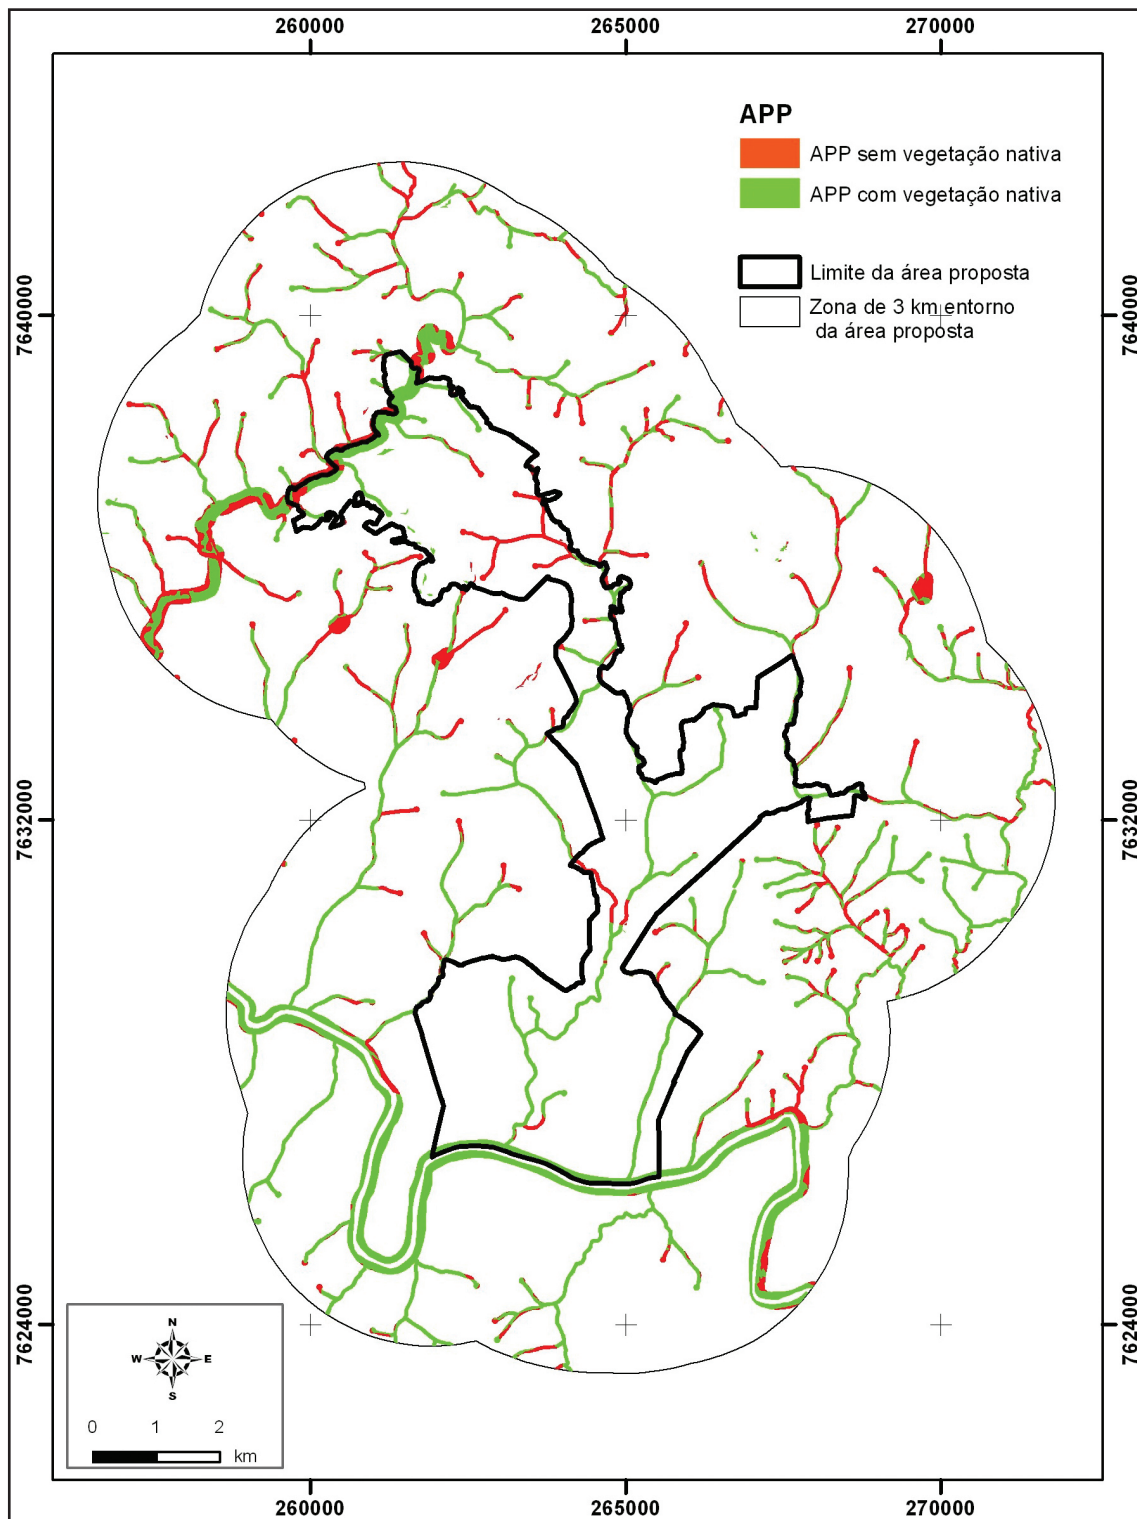 260000 265000 270000
APP
APP sem vegetação nativa
APP com vegetação nativa
Limite da área proposta
Zona de 3 km entorno
da área proposta
7640000 7640000
7632000 7632000
7624000 7624000
N
W E
S
0 1 2
km
260000 265000 270000